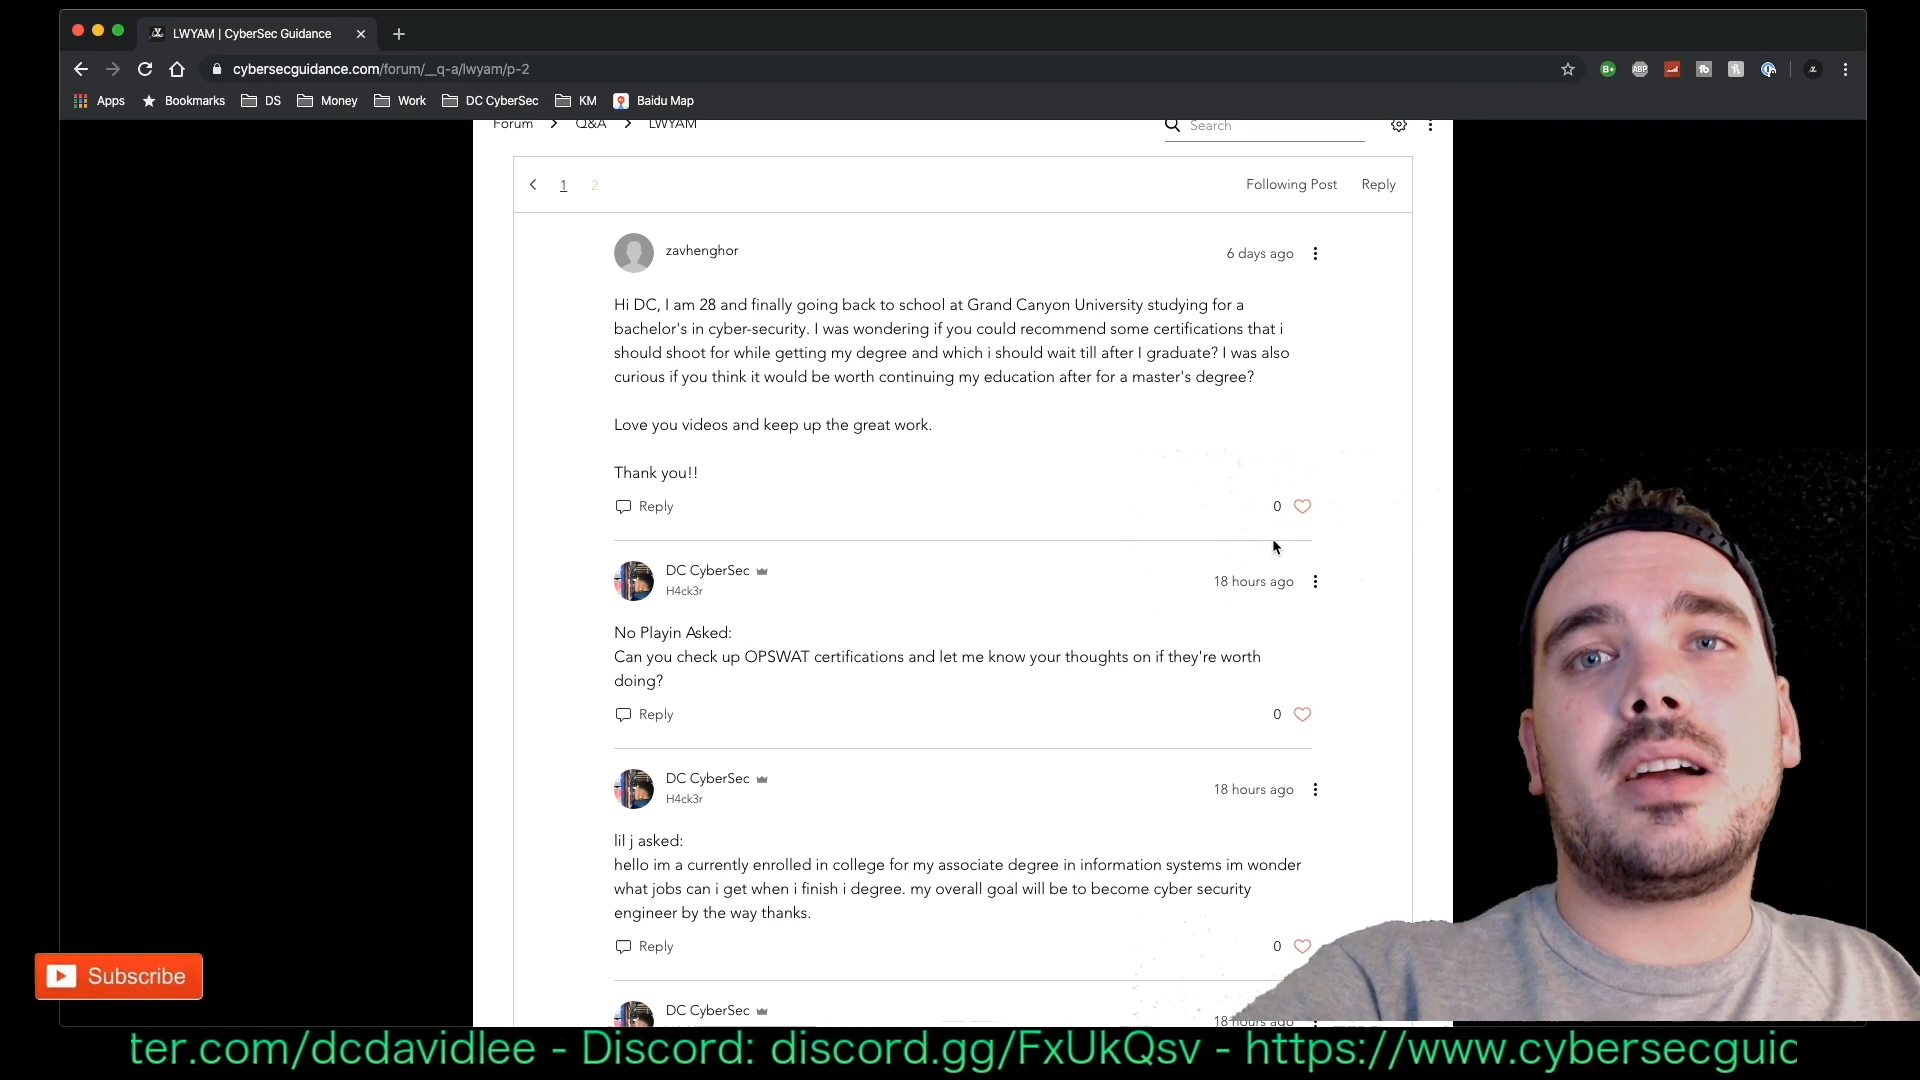 LWYAM | CyberSec Guidance
cybersecguidance.com/forum/__q-a/lwyam/p-2
Apps Bookmarks DS Money Work DC CyberSec KM Baidu Map
Forum > Q&A > LWYAM Search
1 2 Following Post Reply
zavhenghor 6 days ago
Hi DC, I am 28 and finally going back to school at Grand Canyon University studying for a
bachelor's in cyber-security. I was wondering if you could recommend some certifications that i
should shoot for while getting my degree and which i should wait till after I graduate? I was also
curious if you think it would be worth continuing my education after for a master's degree?
Love you videos and keep up the great work.
Thank you!!
Reply 0
DC CyberSec 18 hours ago
H4ck3r
No Playin Asked:
Can you check up OPSWAT certifications and let me know your thoughts on if they're worth
doing?
Reply 0
DC CyberSec 18 hours ago
H4ck3r
lil j asked:
hello im a currently enrolled in college for my associate degree in information systems im wonder
what jobs can i get when i finish i degree. my overall goal will be to become cyber security
engineer by the way thanks.
Reply 0
Subscribe
DC CyberSec 18 hours ago
ter.com/dcdavidlee - Discord: discord.gg/FxUkQsv - https://www.cybersecguic